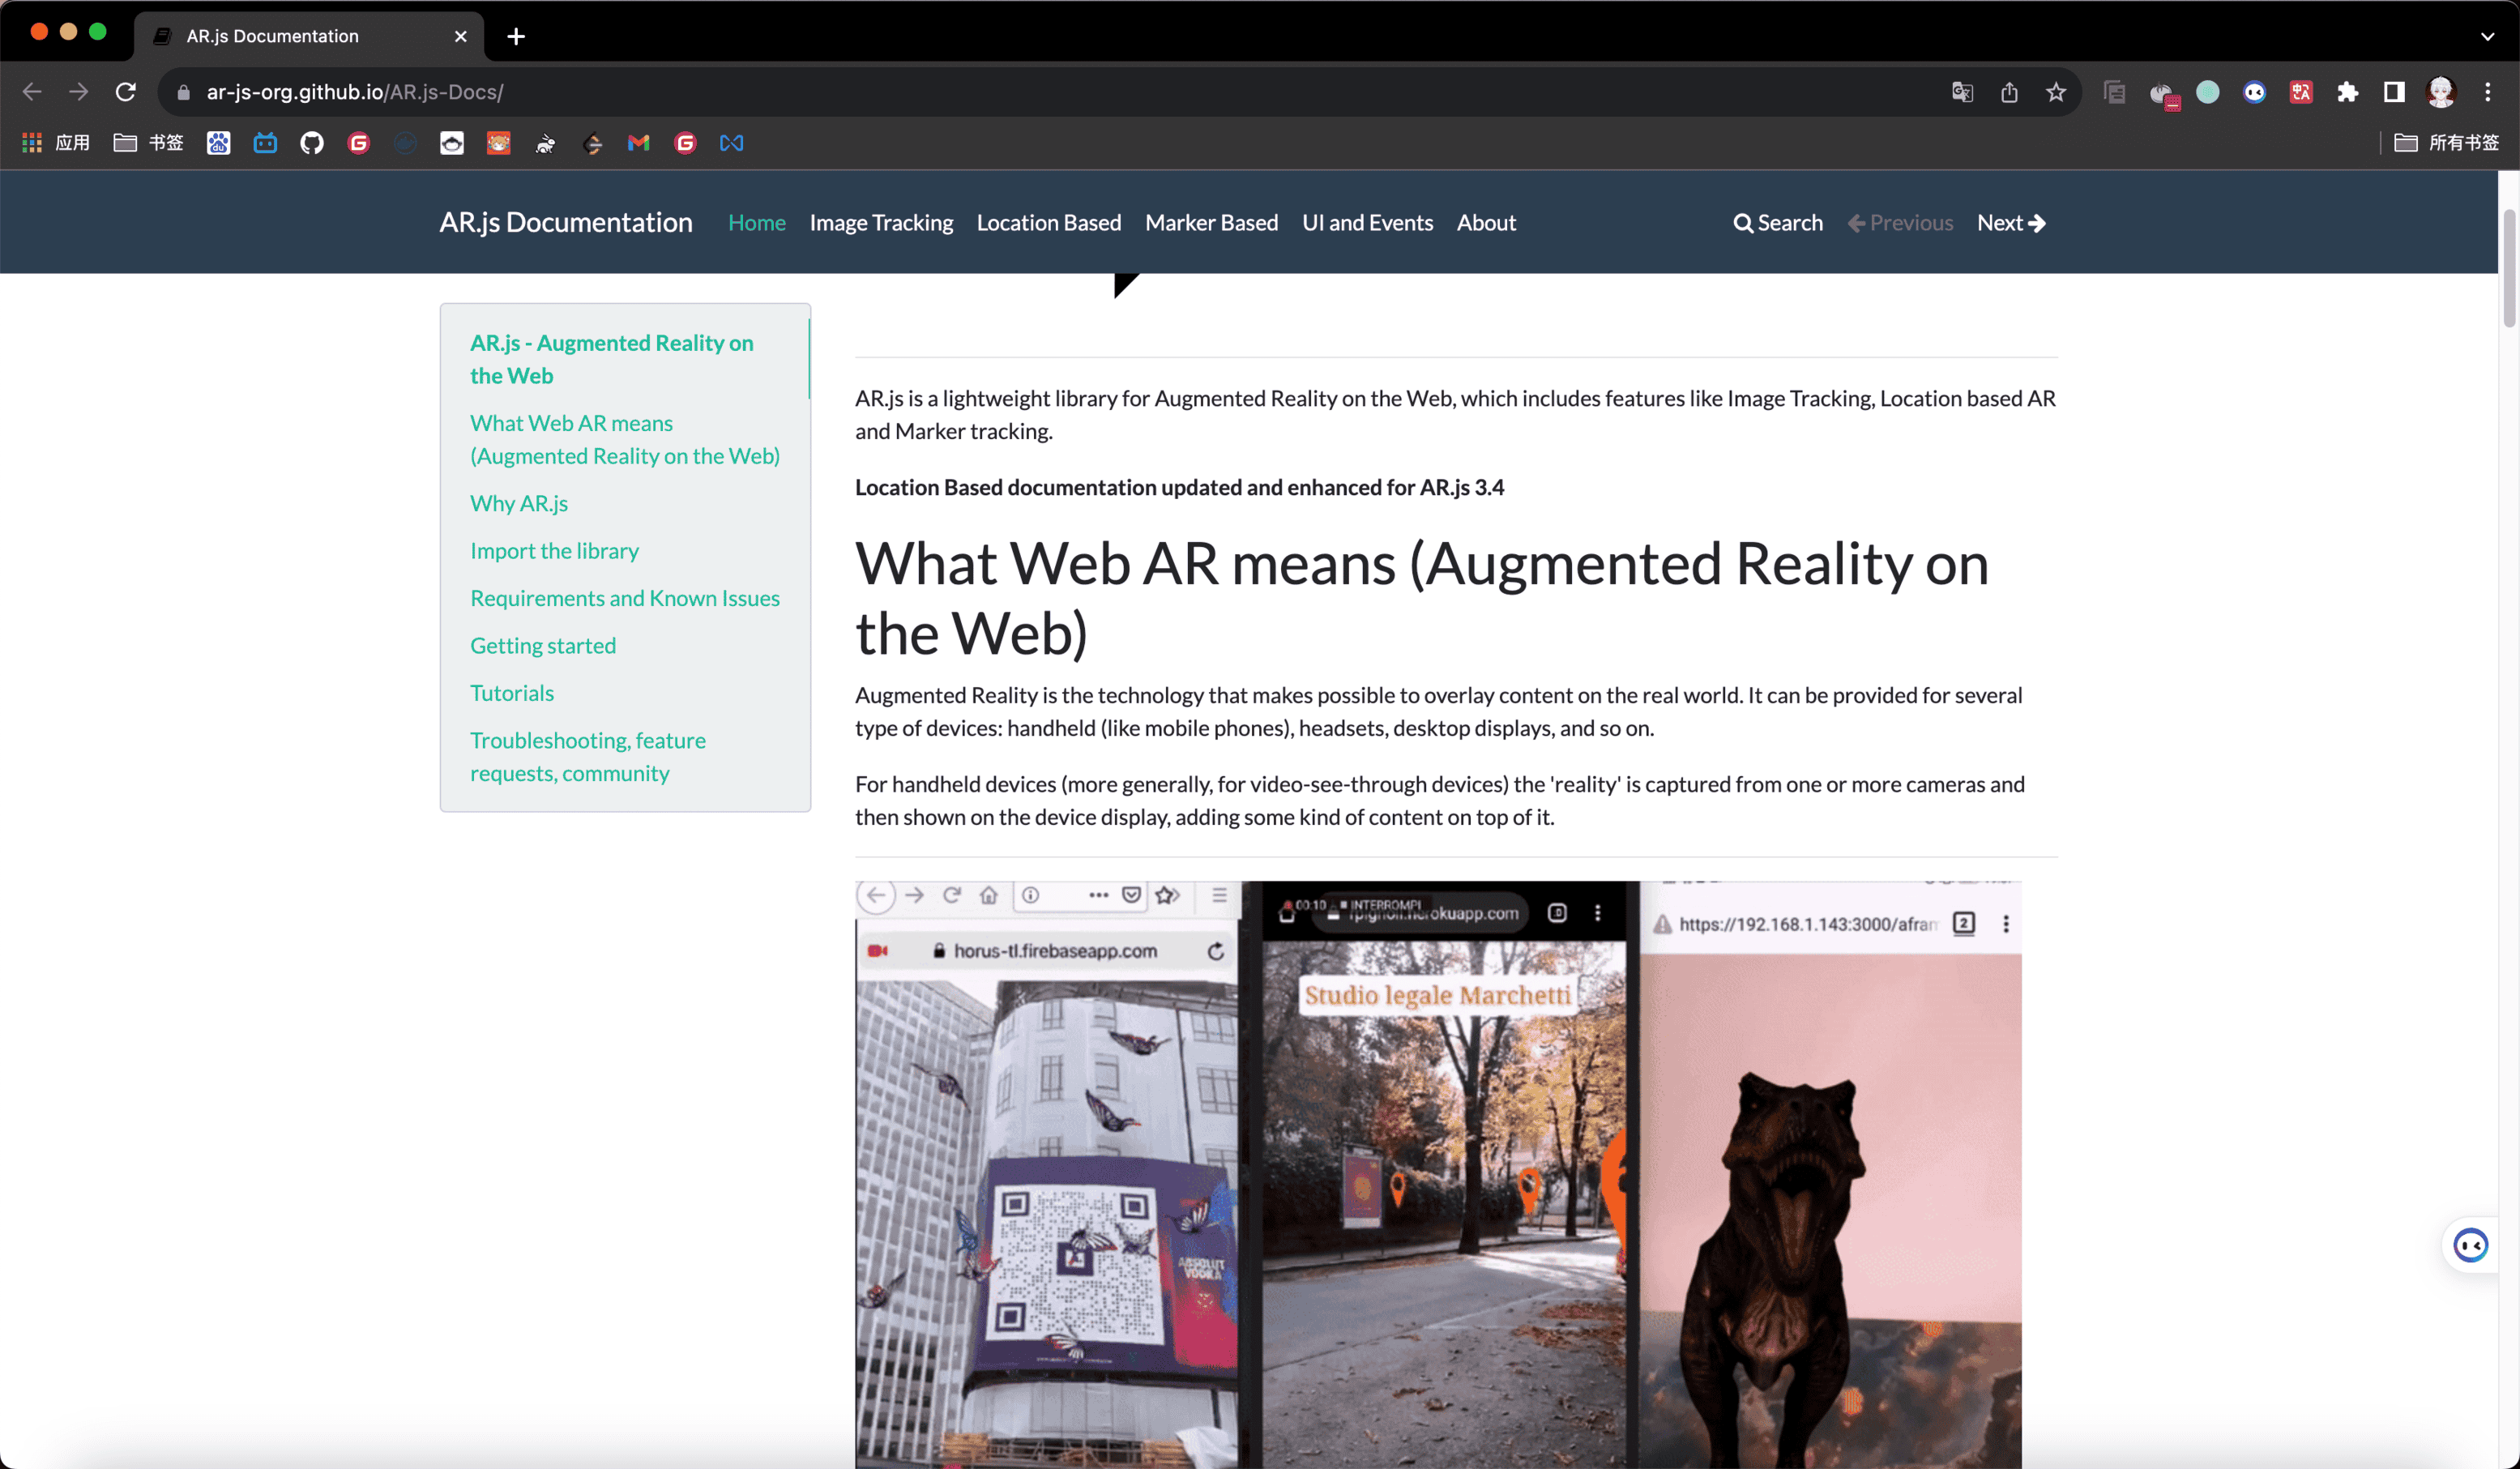 AR.js Documentation
ar-js-org.github.io/AR.js-Docs/
应用 书签 所有书签
AR.js Documentation Home Image Tracking Location Based Marker Based UI and Events About Search Previous Next
AR.js - Augmented Reality on
the Web
What Web AR means
(Augmented Reality on the Web)
Why AR.js
Import the library
Requirements and Known Issues
Getting started
Tutorials
Troubleshooting, feature
requests, community
AR.js is a lightweight library for Augmented Reality on the Web, which includes features like Image Tracking, Location based AR
and Marker tracking.
Location Based documentation updated and enhanced for AR.js 3.4
What Web AR means (Augmented Reality on
the Web)
Augmented Reality is the technology that makes possible to overlay content on the real world. It can be provided for several
type of devices: handheld (like mobile phones), headsets, desktop displays, and so on.
For handheld devices (more generally, for video-see-through devices) the 'reality' is captured from one or more cameras and
then shown on the device display, adding some kind of content on top of it.
horus-tl.firebaseapp.com
ABSOLUT
VODKA
00:10 INTERROMPI
Studio legale Marchetti
https://192.168.1.143:3000/afram 2